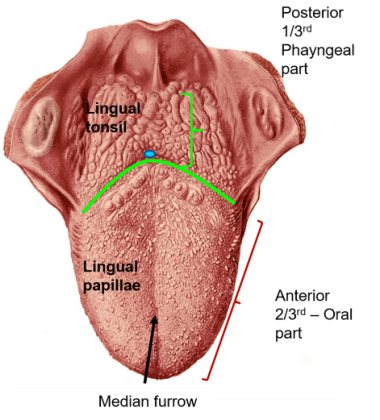 Posterior
1/3rd
Phayngeal
part
Lingual
tonsil
Lingual
papillae
Anterior
2/3rd – Oral
part
Median furrow